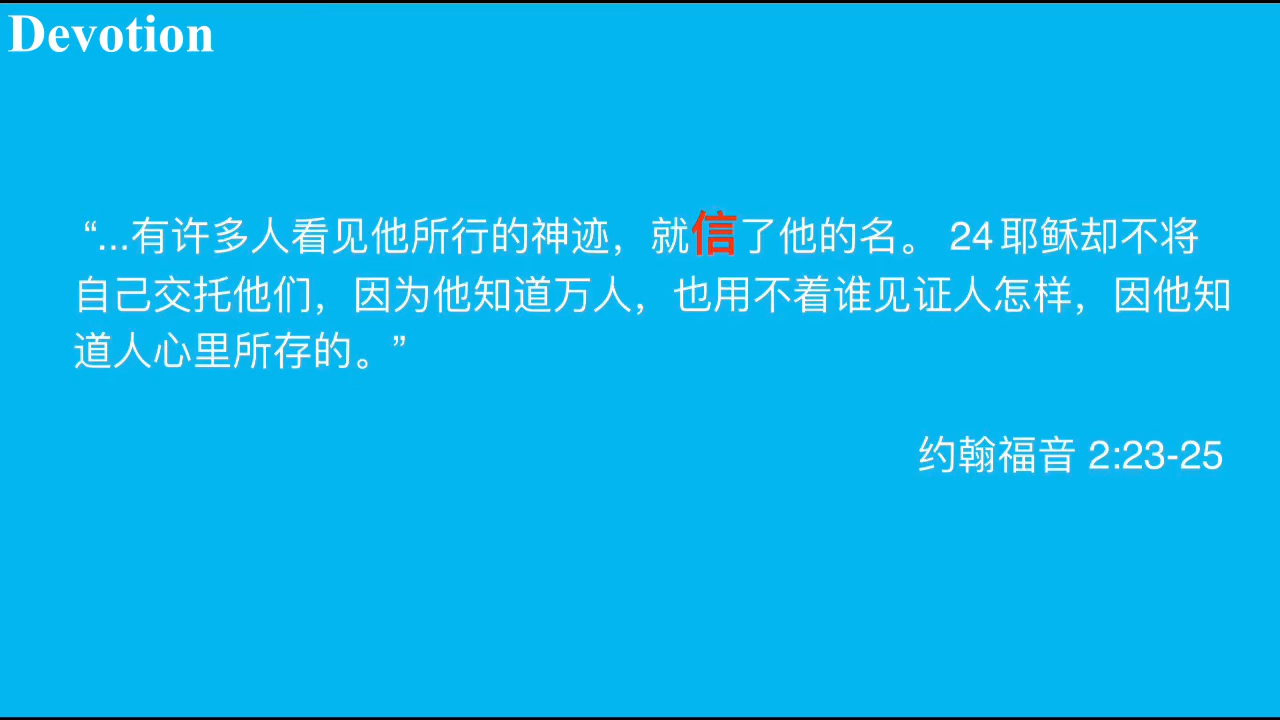 Devotion
“...有许多人看见他所行的神迹，就信了他的名。 24 耶稣却不将
自己交托他们，因为他知道万人，也用不着谁见证人怎样，因他知
道人心里所存的。”
约翰福音 2:23-25